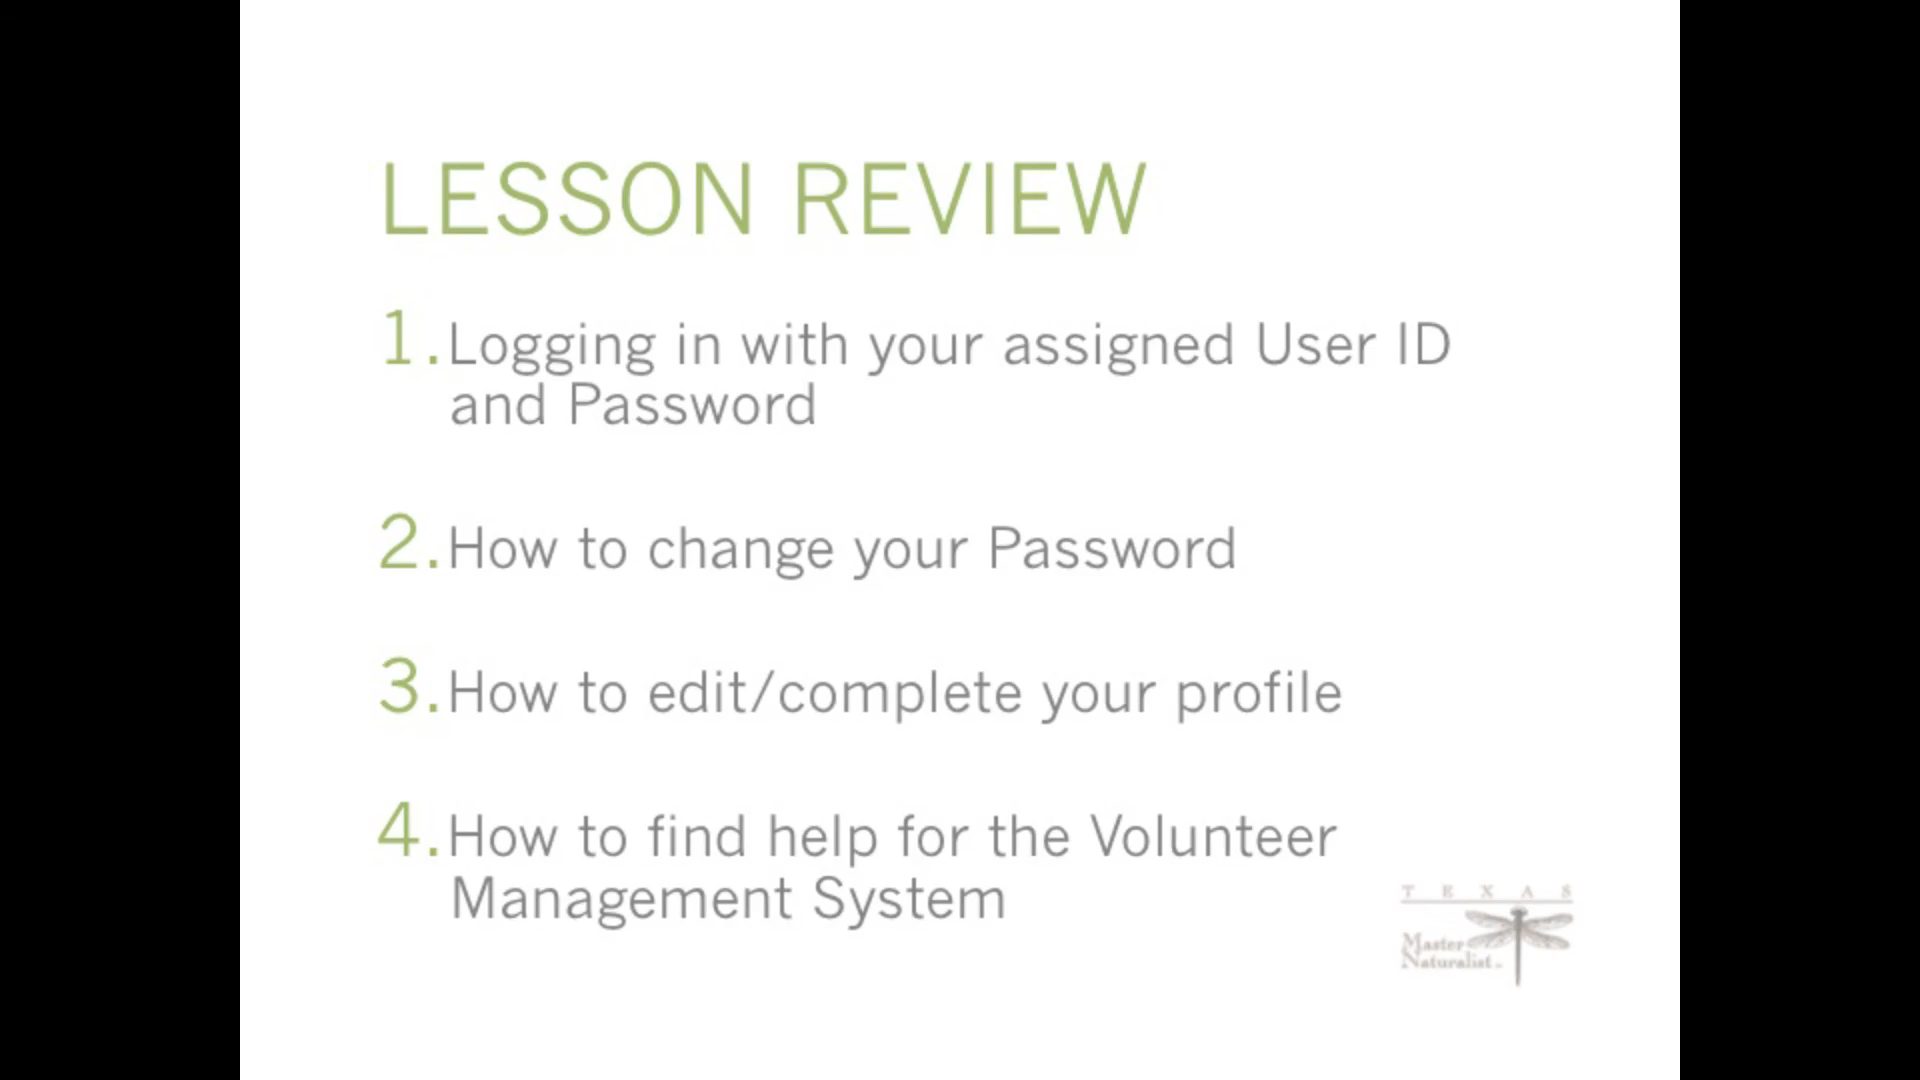 LESSON REVIEW
1. Logging in with your assigned User ID
and Password
2. How to change your Password
3. How to edit/complete your profile
4. How to find help for the Volunteer
Management System
TEXAS
Master
Naturalist